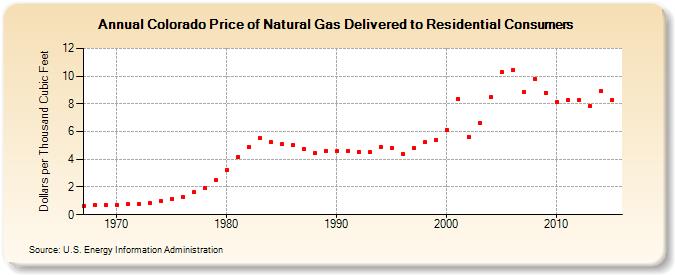 Annual Colorado Price of Natural Gas Delivered to Residential Consumers
Dollars per Thousand Cubic Feet
12
10
8
6
4
2
0
1970 1980 1990 2000 2010
Source: U.S. Energy Information Administration